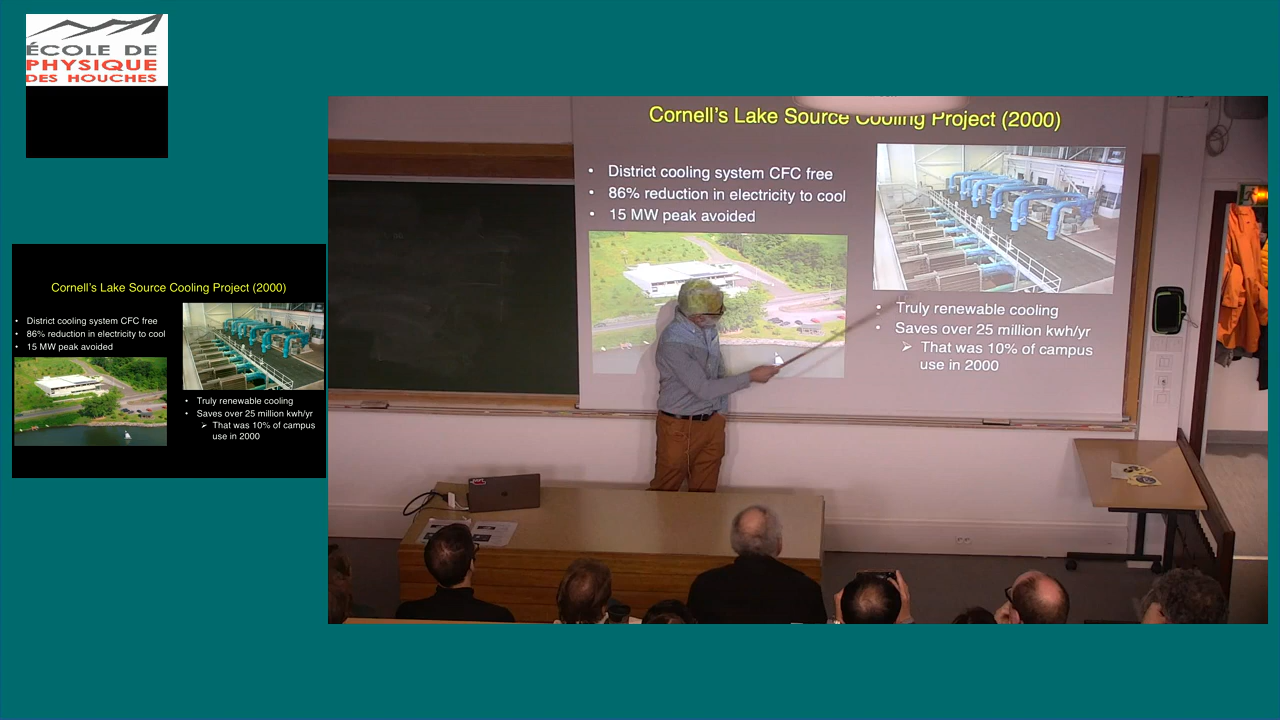 ÉCOLE DE
PHYSIQUE
DES HOUCHES
Cornell's Lake Source Cooling Project (2000)
• District cooling system CFC free
• 86% reduction in electricity to cool
• 15 MW peak avoided
• Truly renewable cooling
• Saves over 25 million kwh/yr
➢ That was 10% of campus
use in 2000
Cornell's Lake Source Cooling Project (2000)
• District cooling system CFC free
• 86% reduction in electricity to cool
• 15 MW peak avoided
• Truly renewable cooling
• Saves over 25 million kwh/yr
➢ That was 10% of campus
use in 2000